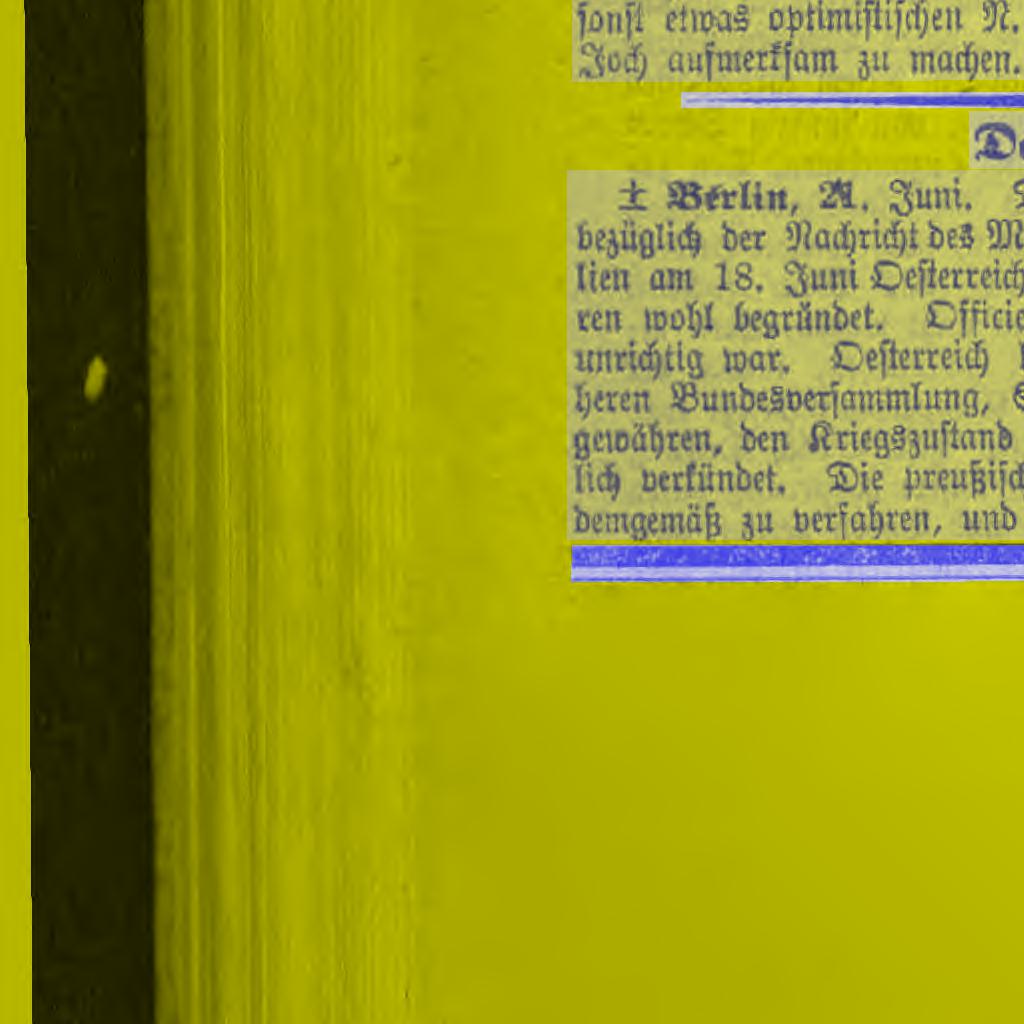 sonst etwas optimistischen N.
Joch aufmerksam zu machen.
± Berlin, 21. Juni.
bezüglich der Nachricht des M
lien am 18. Juni Oesterreich
ren wohl begründet. Officie
unrichtig war. Oesterreich
heren Bundesversammlung,
gewähren, den Kriegszustand
lich verkündet. Die preußisch
demgemäß zu verfahren, und